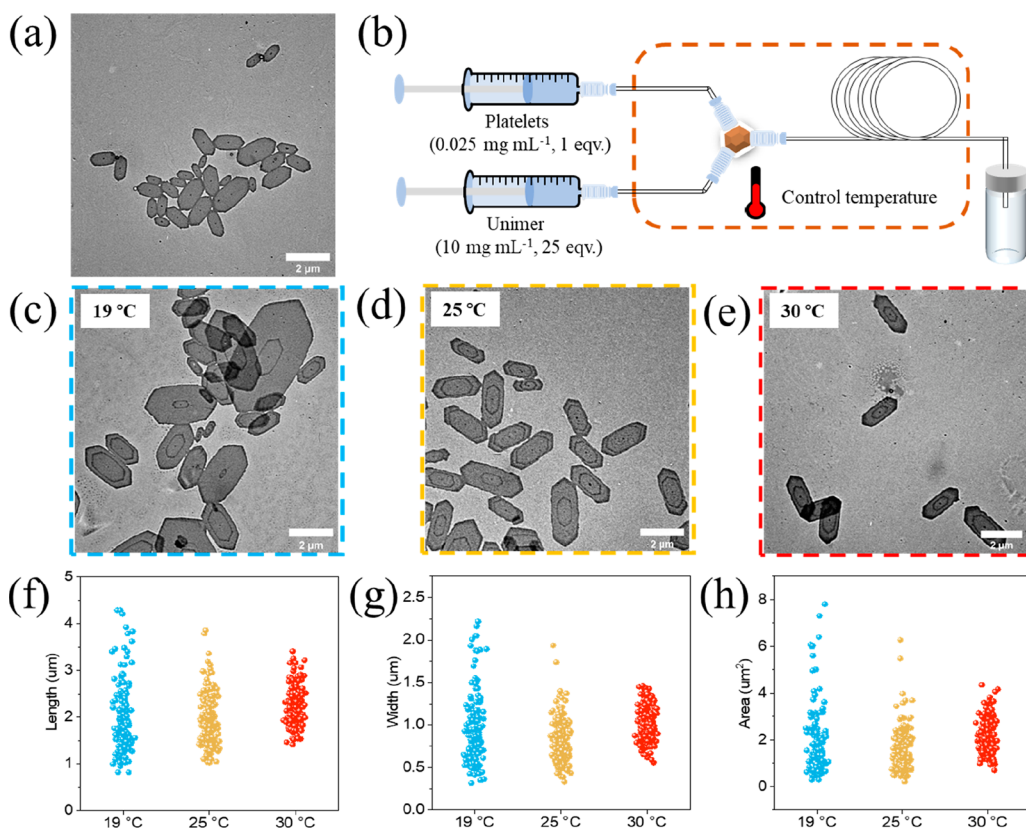 (a)
2 µm
(b)
Platelets
(0.025 mg mL⁻¹, 1 eqv.)
Unimer
(10 mg mL⁻¹, 25 eqv.)
Control temperature
(c)
19 °C
2 µm
(d)
25 °C
2 µm
(e)
30 °C
2 µm
(f)
Length (um)
5
4
3
2
1
0
19 °C
25 °C
30 °C
(g)
Width (um)
2.5
2.0
1.5
1.0
0.5
0.0
19 °C
25 °C
30 °C
(h)
Area (um²)
8
6
4
2
0
19 °C
25 °C
30 °C